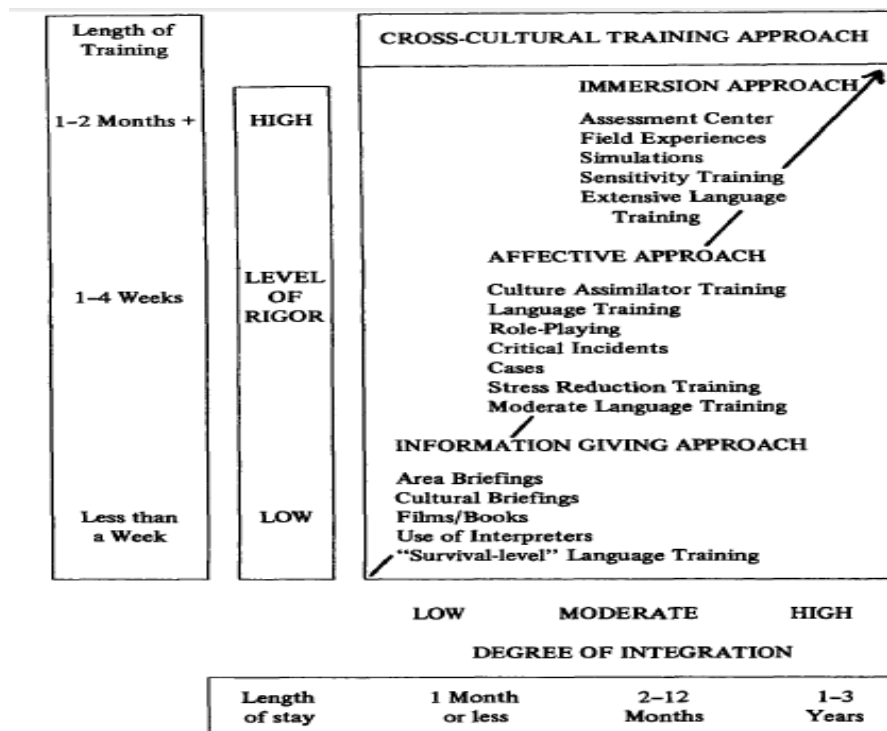 Length of
Training
1–2 Months +
1–4 Weeks
Less than
a Week
HIGH
LEVEL
OF
RIGOR
LOW
CROSS-CULTURAL TRAINING APPROACH
IMMERSION APPROACH
Assessment Center
Field Experiences
Simulations
Sensitivity Training
Extensive Language
Training
AFFECTIVE APPROACH
Culture Assimilator Training
Language Training
Role-Playing
Critical Incidents
Cases
Stress Reduction Training
Moderate Language Training
INFORMATION GIVING APPROACH
Area Briefings
Cultural Briefings
Films/Books
Use of Interpreters
“Survival-level” Language Training
LOW MODERATE HIGH
DEGREE OF INTEGRATION
Length 1 Month 2–12 1–3
of stay or less Months Years